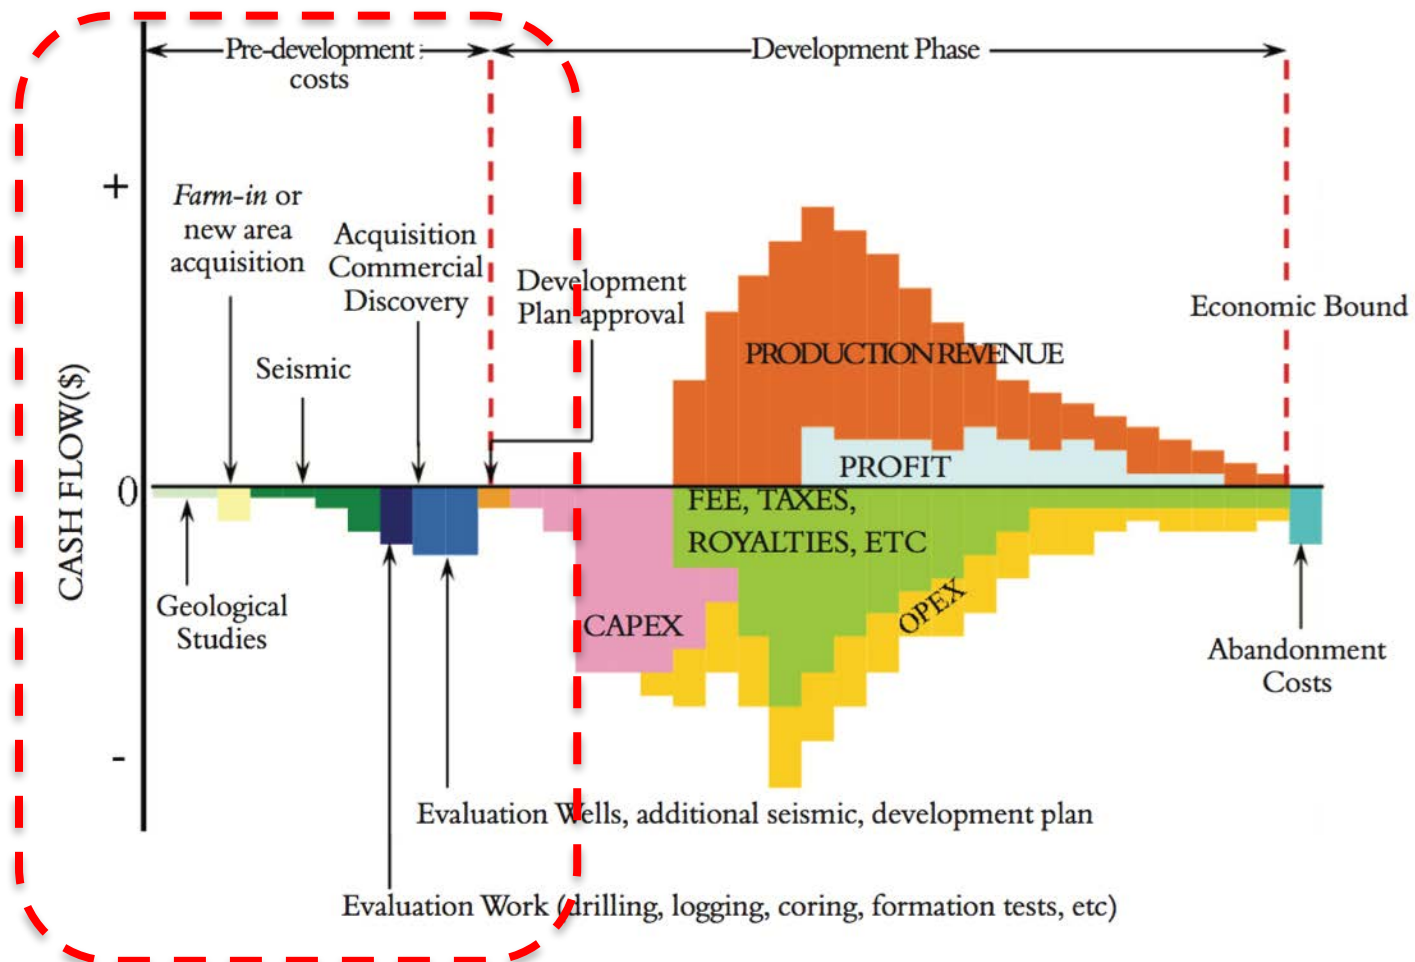 Pre-development
costs
Development Phase
+
Farm-in or
new area
acquisition
Acquisition
Commercial
Discovery
Development
Plan approval
Economic Bound
Seismic
PRODUCTION REVENUE
PROFIT
CASH FLOW($)
0
FEE, TAXES,
ROYALTIES, ETC
Geological
Studies
CAPEX
OPEX
Abandonment
Costs
-
Evaluation Wells, additional seismic, development plan
Evaluation Work (drilling, logging, coring, formation tests, etc)